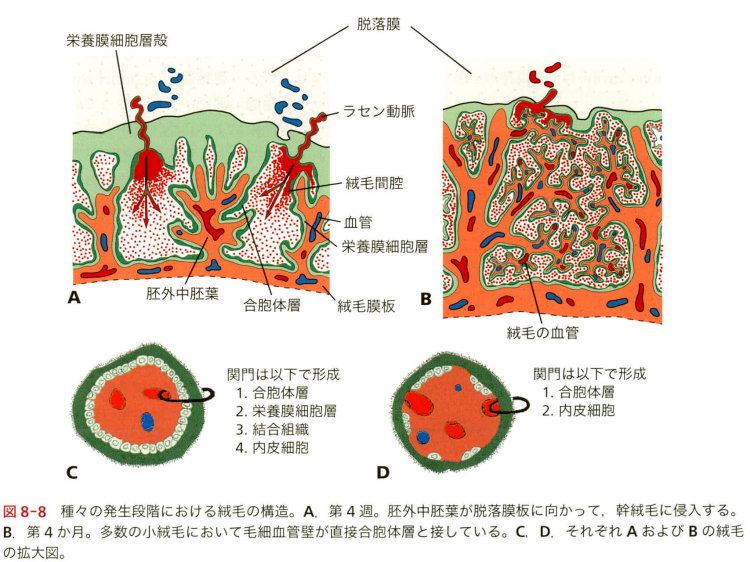 脱落膜
栄養膜細胞層殻
ラセン動脈
絨毛間腔
血管
栄養膜細胞層
A
胚外中胚葉
合胞体層
絨毛膜板
B
絨毛の血管
関門は以下で形成
1. 合胞体層
2. 栄養膜細胞層
3. 結合組織
4. 内皮細胞
C
関門は以下で形成
1. 合胞体層
2. 内皮細胞
D
図 8-8 種々の発生段階における絨毛の構造。A. 第 4 週。胚外中胚葉が脱落膜板に向かって，幹絨毛に侵入する。
B. 第 4 か月。多数の小絨毛において毛細血管壁が直接合胞体層と接している。C, D. それぞれ A および B の絨毛
の拡大図。